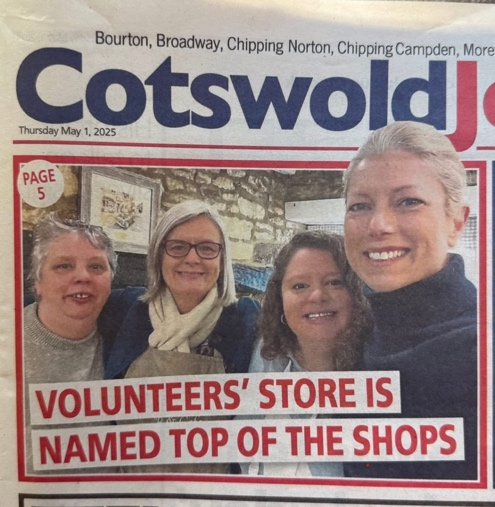 Bourton, Broadway, Chipping Norton, Chipping Campden, More
Cotswold J
Thursday May 1, 2025
PAGE
5
VOLUNTEERS' STORE IS
NAMED TOP OF THE SHOPS